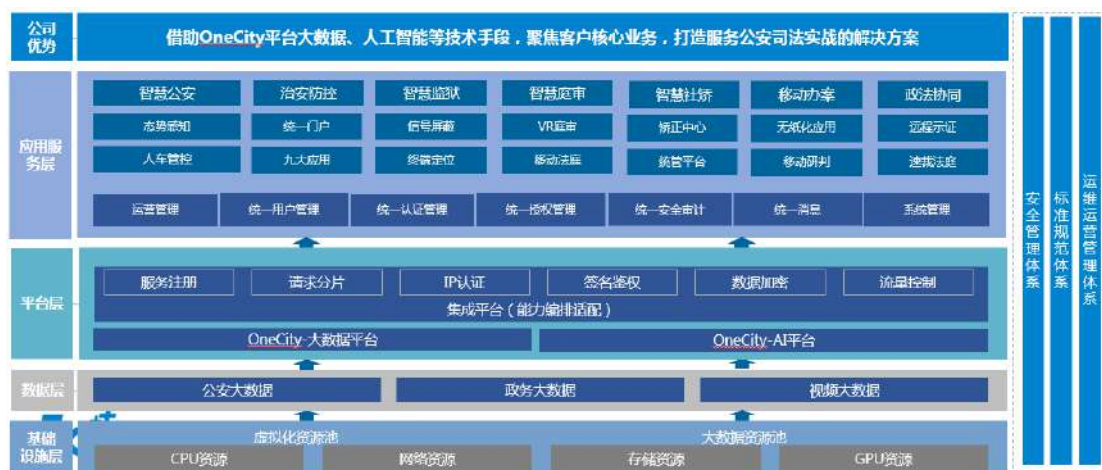 公司
优势
借助OneCity平台大数据、人工智能等技术手段，聚焦客户核心业务，打造服务公安司法实战的解决方案
应用服
务层
智慧公安 治安防控 智慧监狱 智慧庭审 智慧社矫 移动办案 政法协同
态势感知 统一门户 信号屏蔽 VR庭审 矫正中心 无纸化应用 远程示证
人车管控 九大应用 终端定位 移动法庭 统管平台 移动研判 速裁法庭
运营管理 统一用户管理 统一认证管理 统一授权管理 统一安全审计 统一消息 系统管理
平台层
服务注册 请求分片 IP认证 签名鉴权 数据加密 流量控制
集成平台（能力编排适配）
OneCity-大数据平台 OneCity-AI平台
数据层
公安大数据 政务大数据 视频大数据
基础
设施层
虚拟化资源池 大数据资源池
CPU资源 网络资源 存储资源 GPU资源
安全管理体系
标准规范体系
运维运营管理体系